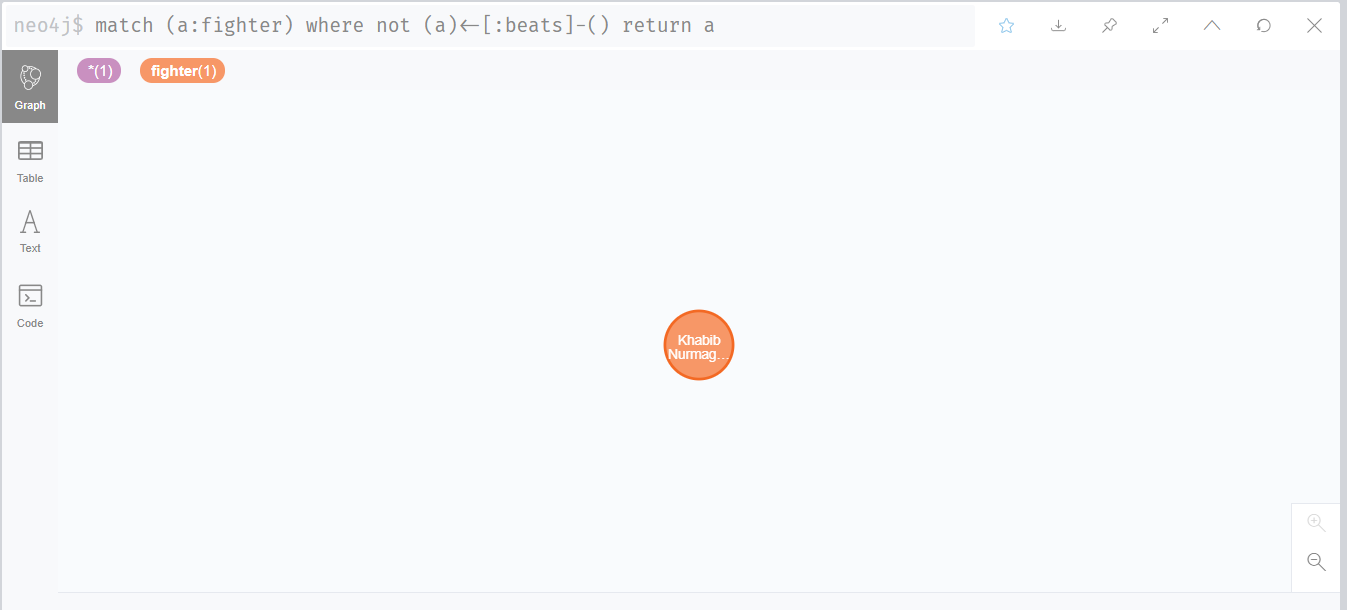 neo4j$ match (a:fighter) where not (a)<-[:beats]-() return a
*(1) fighter(1)
Graph
Table
A
Text
Code
Khabib
Nurmag…